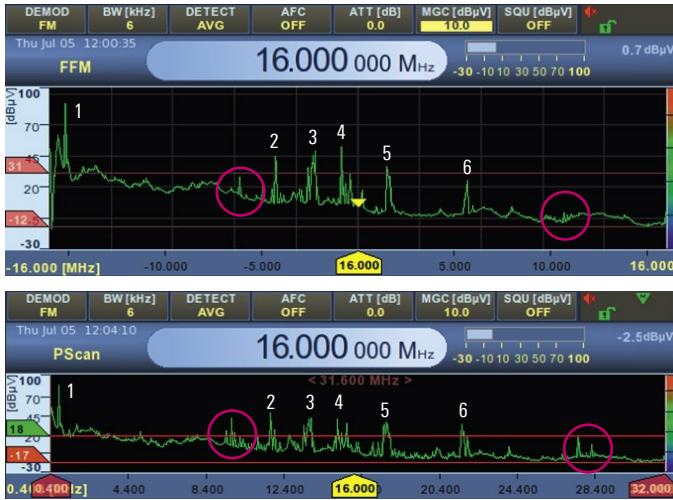 DEMOD BW [kHz] DETECT AFC ATT [dB] MGC [dBµV] SQU [dBµV]
FM 6 AVG OFF 0.0 10.0 OFF
Thu Jul 05 12:00:35
FFM
16.000 000 MHz
-30 -10 10 30 50 70 100
0.7 dBµV
[dBµV]
100
70
45
31
20
-12.5
-30
1 2 3 4 5 6
-16.000 [MHz] -10.000 -5.000 16.000 5.000 10.000 16.000
DEMOD BW [kHz] DETECT AFC ATT [dB] MGC [dBµV] SQU [dBµV]
FM 6 AVG OFF 0.0 10.0 OFF
Thu Jul 05 12:04:10
PScan
16.000 000 MHz
-30 -10 10 30 50 70 100
-2.5dBµV
[dBµV]
<31.600 MHz >
100
70
45
18
20
-17
-30
1 2 3 4 5 6
0.400 4.400 8.400 12.400 16.000 20.400 24.400 28.400 32.000